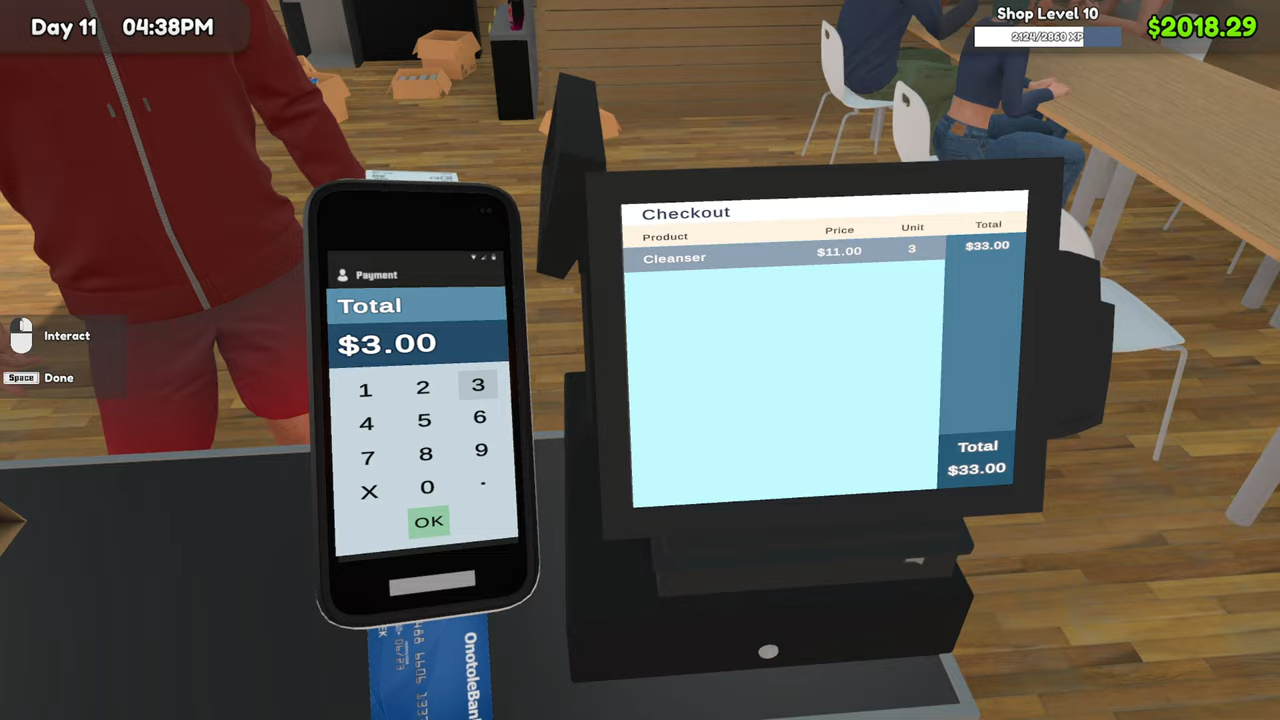 Day 11 04:38PM
Shop Level 10
2124/2860 XP
$2018.29
Interact
Space Done
Payment
Total
$3.00
1 2 3
4 5 6
7 8 9
X 0 .
OK
Checkout
Product Price Unit Total
Cleanser $11.00 3 $33.00
Total
$33.00
OnotoleBank